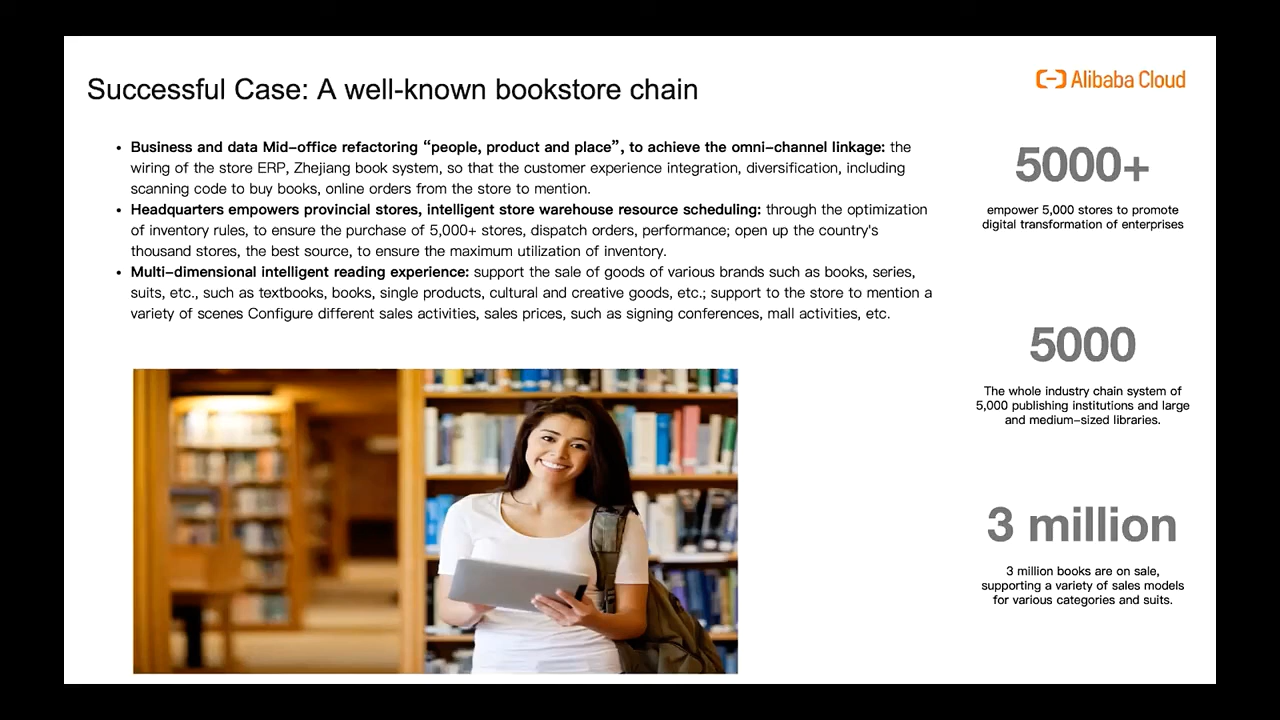 Successful Case: A well-known bookstore chain
Alibaba Cloud
• Business and data Mid-office refactoring “people, product and place”, to achieve the omni-channel linkage: the
wiring of the store ERP, Zhejiang book system, so that the customer experience integration, diversification, including
scanning code to buy books, online orders from the store to mention.
• Headquarters empowers provincial stores, intelligent store warehouse resource scheduling: through the optimization
of inventory rules, to ensure the purchase of 5,000+ stores, dispatch orders, performance; open up the country's
thousand stores, the best source, to ensure the maximum utilization of inventory.
• Multi-dimensional intelligent reading experience: support the sale of goods of various brands such as books, series,
suits, etc., such as textbooks, books, single products, cultural and creative goods, etc.; support to the store to mention a
variety of scenes Configure different sales activities, sales prices, such as signing conferences, mall activities, etc.
5000+
empower 5,000 stores to promote
digital transformation of enterprises
5000
The whole industry chain system of
5,000 publishing institutions and large
and medium-sized libraries.
3 million
3 million books are on sale,
supporting a variety of sales models
for various categories and suits.